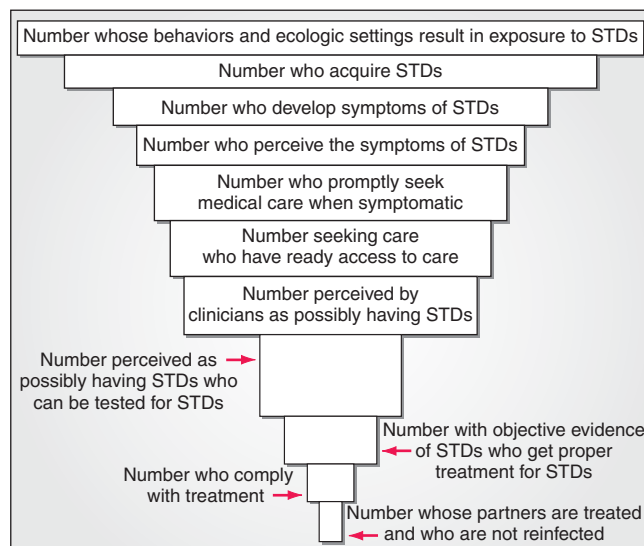 Number whose behaviors and ecologic settings result in exposure to STDs
Number who acquire STDs
Number who develop symptoms of STDs
Number who perceive the symptoms of STDs
Number who promptly seek
medical care when symptomatic
Number seeking care
who have ready access to care
Number perceived by
clinicians as possibly having STDs
Number perceived as
possibly having STDs who
can be tested for STDs
Number with objective evidence
of STDs who get proper
treatment for STDs
Number who comply
with treatment
Number whose partners are treated
and who are not reinfected